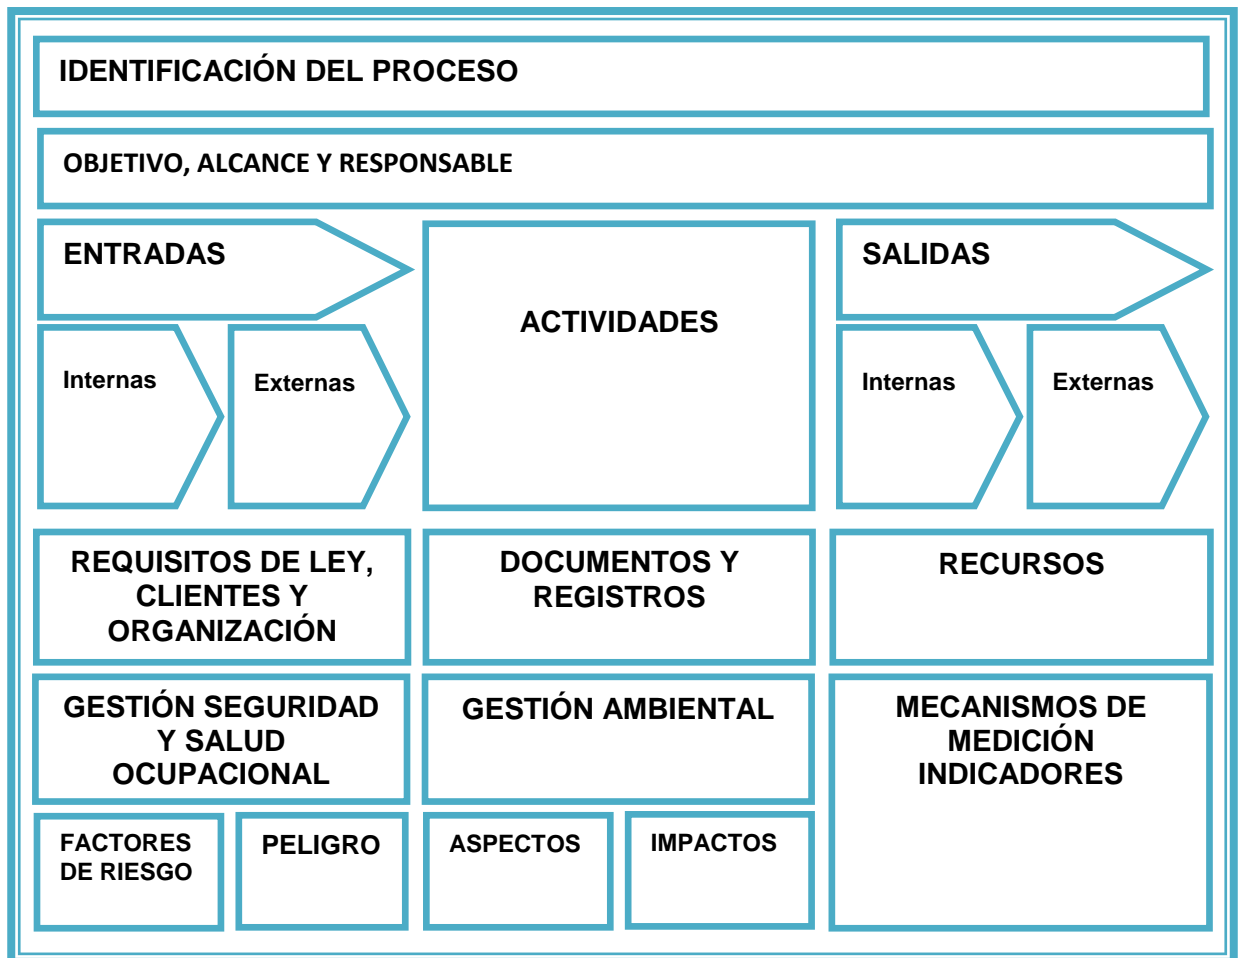 IDENTIFICACIÓN DEL PROCESO
OBJETIVO, ALCANCE Y RESPONSABLE
ENTRADAS
Internas
Externas
ACTIVIDADES
SALIDAS
Internas
Externas
REQUISITOS DE LEY,
CLIENTES Y
ORGANIZACIÓN
DOCUMENTOS Y
REGISTROS
RECURSOS
GESTIÓN SEGURIDAD
Y SALUD
OCUPACIONAL
GESTIÓN AMBIENTAL
MECANISMOS DE
MEDICIÓN
INDICADORES
FACTORES
DE RIESGO
PELIGRO
ASPECTOS
IMPACTOS